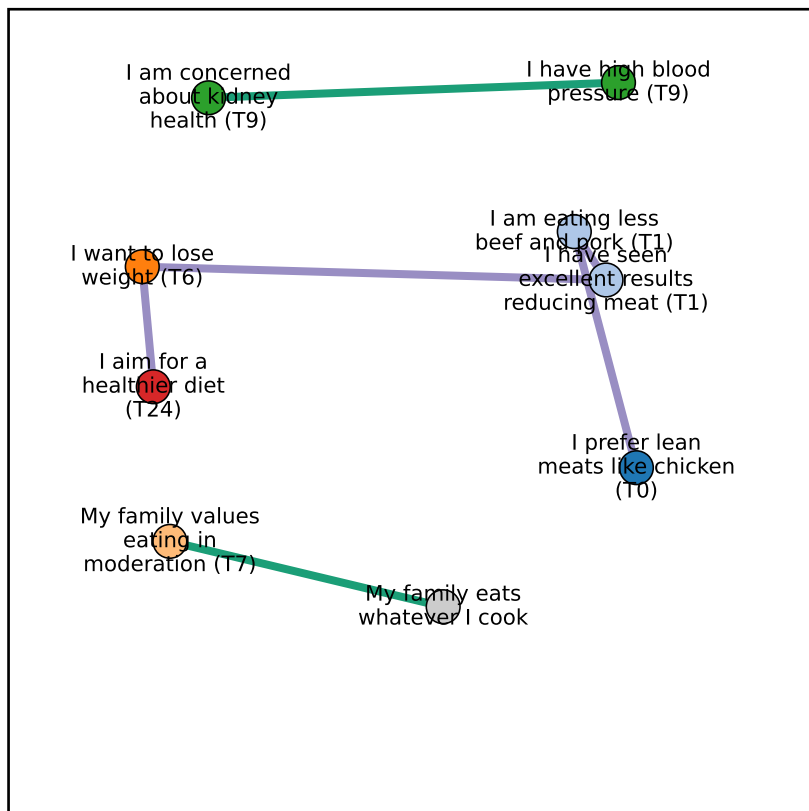 I am concerned
about kidney
health (T9)
I have high blood
pressure (T9)
I am eating less
beef and pork (T1)
I want to lose
weight (T6)
I have seen
excellent results
reducing meat (T1)
I aim for a
healthier diet
(T24)
I prefer lean
meats like chicken
(T0)
My family values
eating in
moderation (T7)
My family eats
whatever I cook